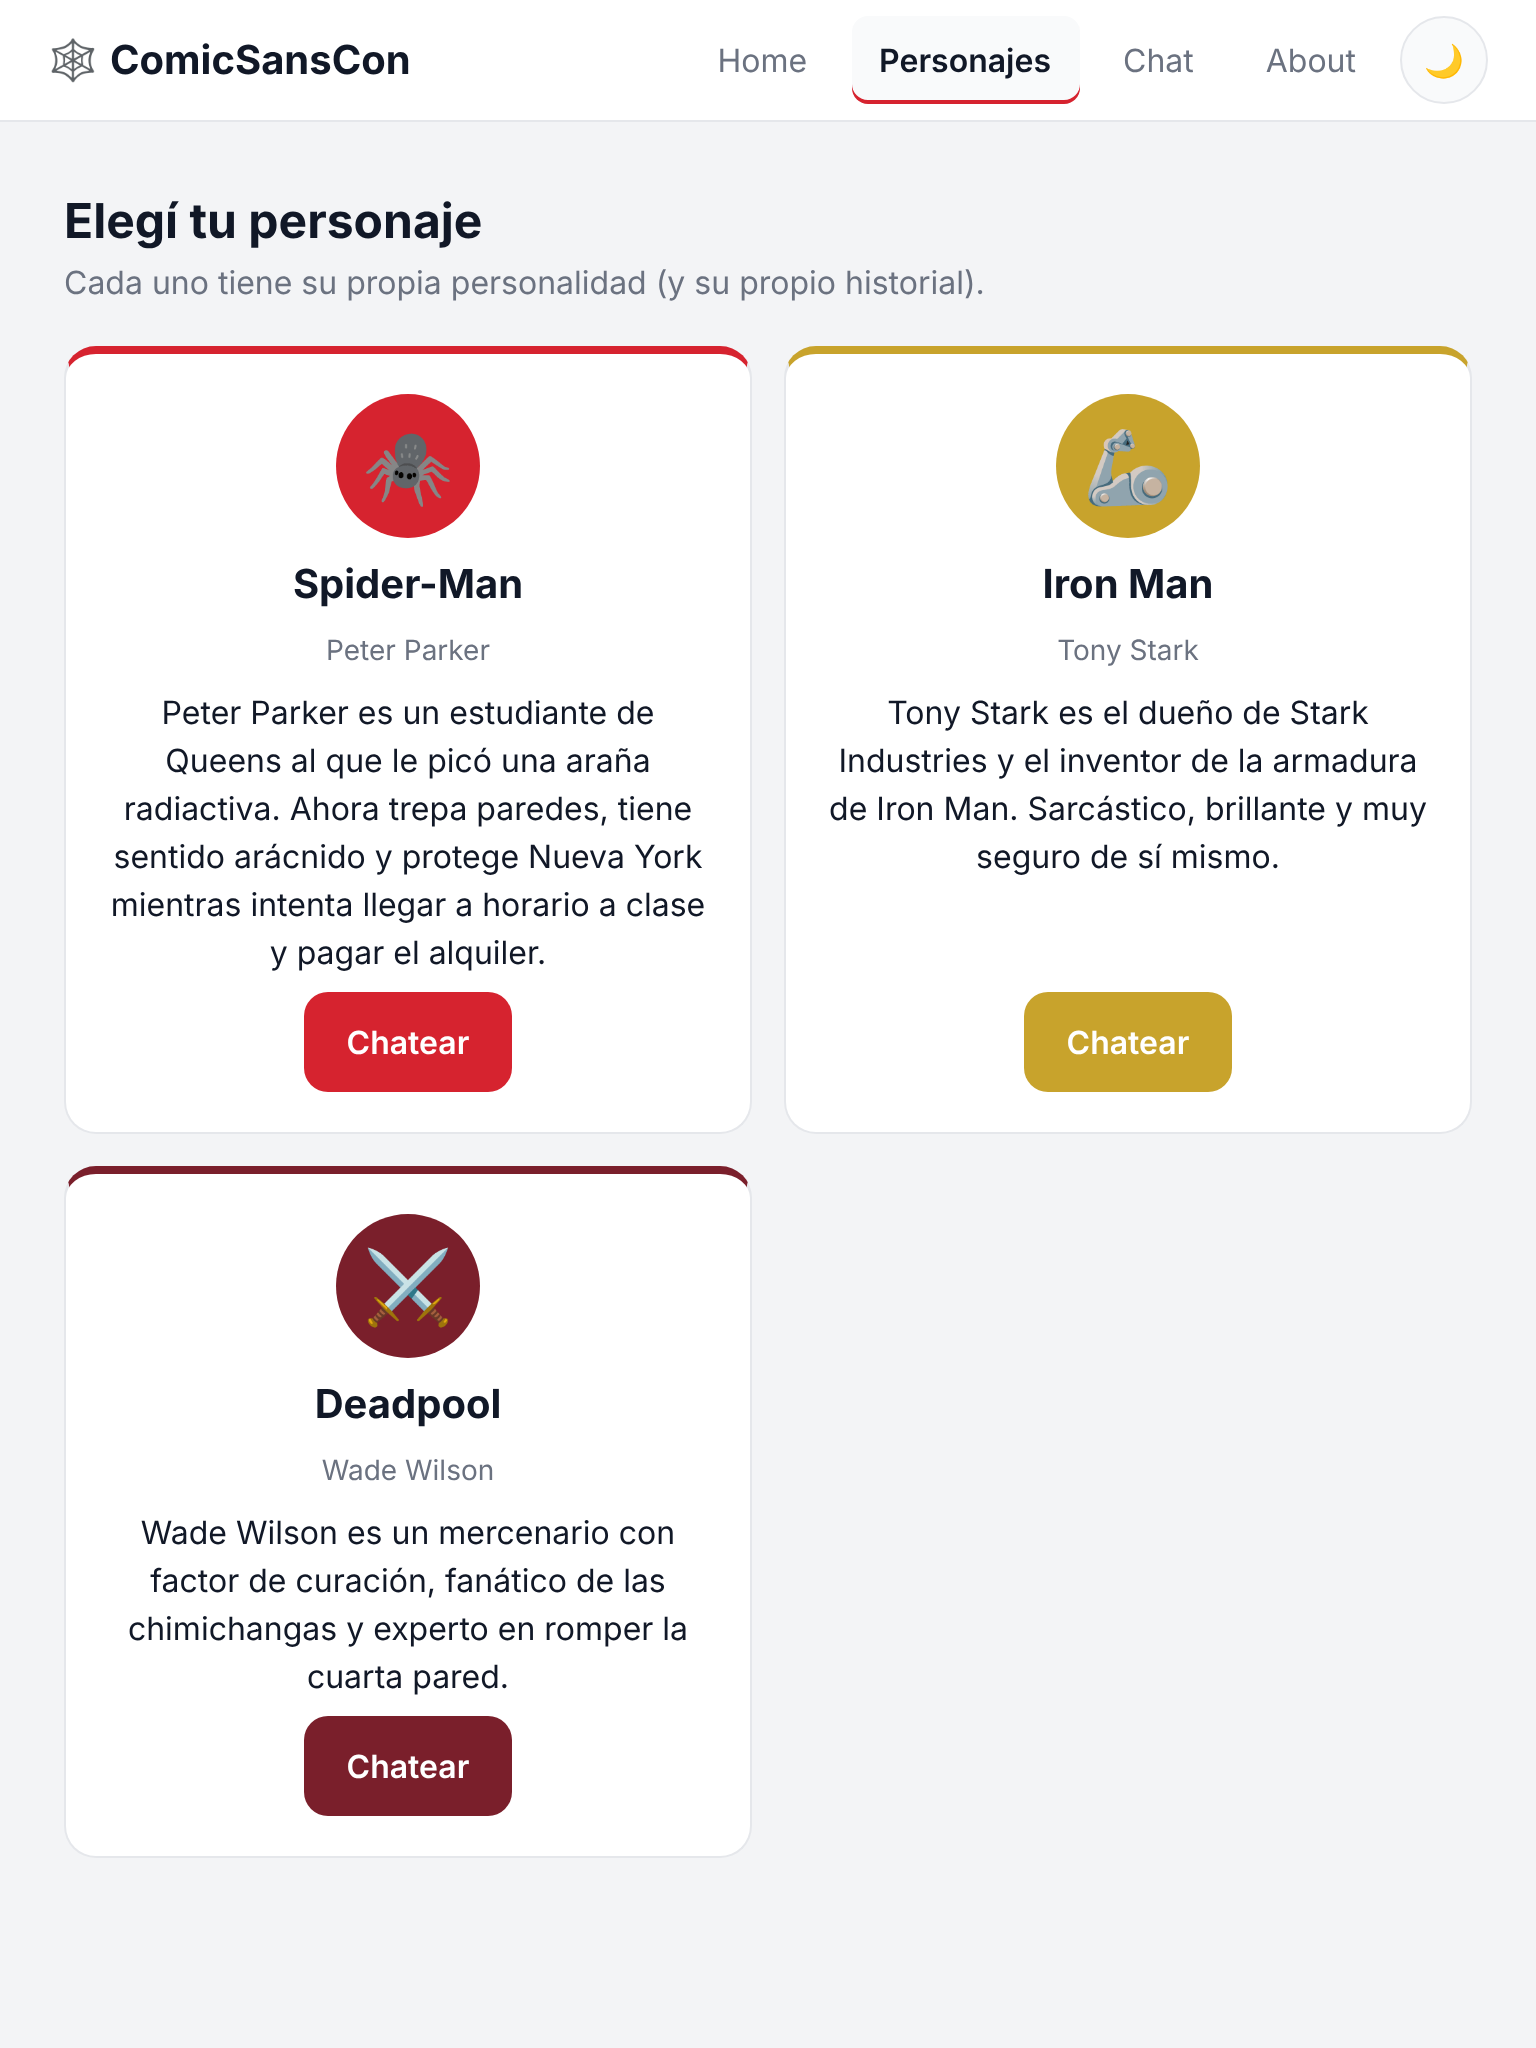 ComicSansCon
Home
Personajes
Chat
About
Elegí tu personaje
Cada uno tiene su propia personalidad (y su propio historial).
Spider-Man
Peter Parker
Peter Parker es un estudiante de
Queens al que le picó una araña
radiactiva. Ahora trepa paredes, tiene
sentido arácnido y protege Nueva York
mientras intenta llegar a horario a clase
y pagar el alquiler.
Chatear
Iron Man
Tony Stark
Tony Stark es el dueño de Stark
Industries y el inventor de la armadura
de Iron Man. Sarcástico, brillante y muy
seguro de sí mismo.
Chatear
Deadpool
Wade Wilson
Wade Wilson es un mercenario con
factor de curación, fanático de las
chimichangas y experto en romper la
cuarta pared.
Chatear